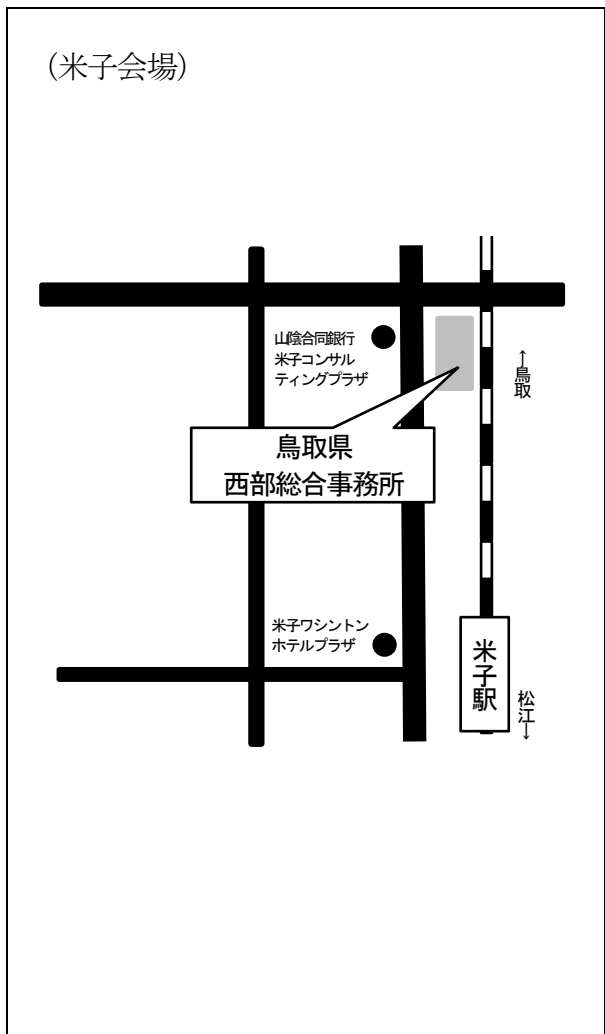 （米子会場）
山陰合同銀行
米子コンサル
ティングプラザ
←鳥取
鳥取県
西部総合事務所
米子ワシントン
ホテルプラザ
米子駅
松江→